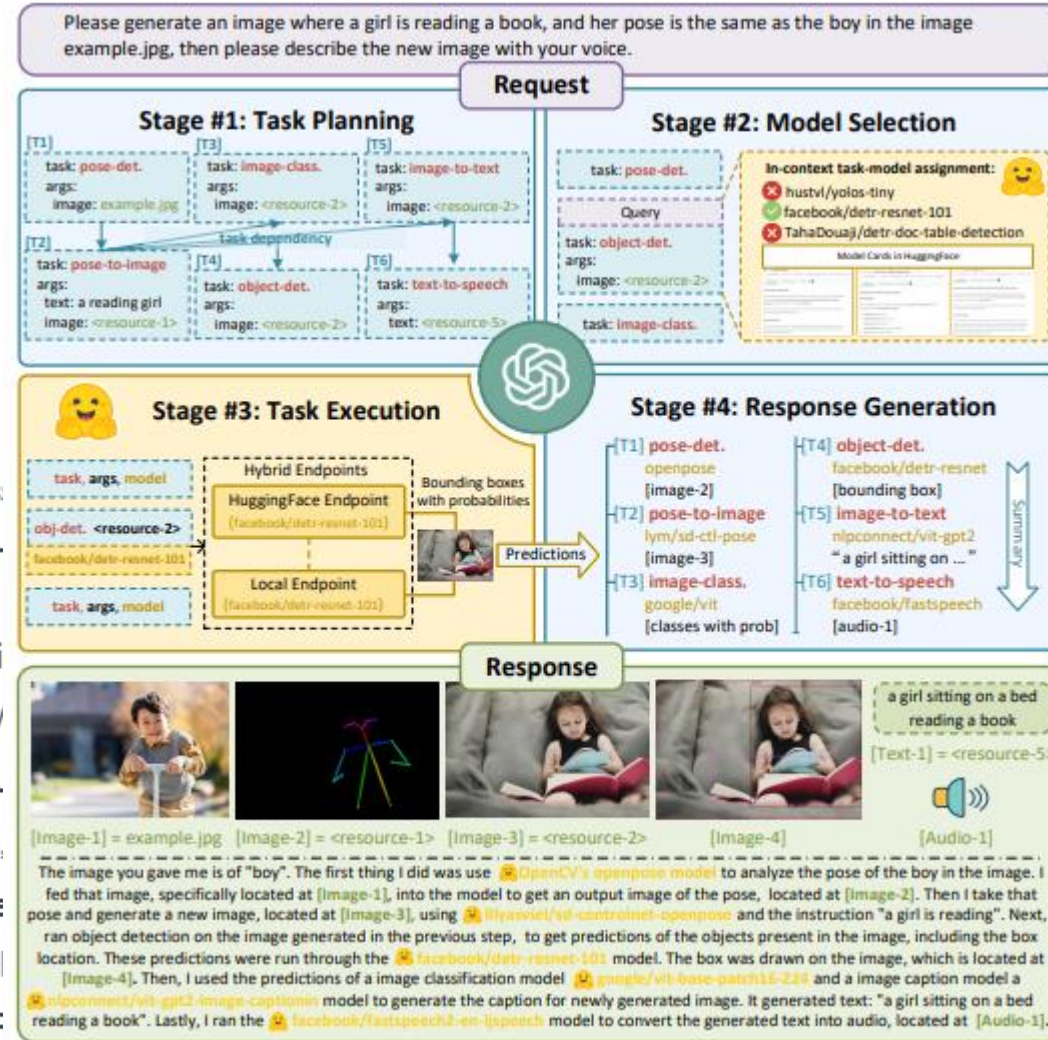 Please generate an image where a girl is reading a book, and her pose is the same as the boy in the image
example.jpg, then please describe the new image with your voice.
Request
Stage #1: Task Planning
[T1]
task: pose-det.
args:
image: example.jpg
[T3]
task: image-class.
args:
image: <resource-2>
[T5]
task: image-to-text
args:
image: <resource-2>
task dependency
[T2]
task: pose-to-image
args:
text: a reading girl
image: <resource-1>
[T4]
task: object-det.
args:
image: <resource-2>
[T6]
task: text-to-speech
args:
text: <resource-5>
Stage #2: Model Selection
task: pose-det.
Query
task: object-det.
args:
image: <resource-2>
task: image-class.
In-context task-model assignment:
hustvl/yolos-tiny
facebook/detr-resnet-101
TahaDouaji/detr-doc-table-detection
Model Cards in HuggingFace
Stage #3: Task Execution
task, args, model
obj-det. <resource-2>
facebook/detr-resnet-101
task, args, model
Hybrid Endpoints
HuggingFace Endpoint
(facebook/detr-resnet-101)
Local Endpoint
(facebook/detr-resnet-101)
Bounding boxes
with probabilities
Predictions
Stage #4: Response Generation
[T1] pose-det.
openpose
[image-2]
[T2] pose-to-image
lym/sd-ctl-pose
[image-3]
[T3] image-class.
google/vit
[classes with prob]
[T4] object-det.
facebook/detr-resnet
[bounding box]
[T5] image-to-text
nlpconnect/vit-gpt2
“a girl sitting on ...”
[T6] text-to-speech
facebook/fastspeech
[audio-1]
Summary
Response
a girl sitting on a bed
reading a book
[Text-1] = <resource-5>
[Image-1] = example.jpg
[Image-2] = <resource-1>
[Image-3] = <resource-2>
[Image-4]
[Audio-1]
The image you gave me is of "boy". The first thing I did was use OpenCV's openpose model to analyze the pose of the boy in the image. I
fed that image, specifically located at [Image-1], into the model to get an output image of the pose, located at [Image-2]. Then I take that
pose and generate a new image, located at [Image-3], using lllyasviel/sd-controlnet-openpose and the instruction "a girl is reading". Next,
ran object detection on the image generated in the previous step, to get predictions of the objects present in the image, including the box
location. These predictions were run through the facebook/detr-resnet-101 model. The box was drawn on the image, which is located at
[Image-4]. Then, I used the predictions of a image classification model google/vit-base-patch16-224 and a image caption model a
nlpconnect/vit-gpt2-image-captionin model to generate the caption for newly generated image. It generated text: "a girl sitting on a bed
reading a book". Lastly, I ran the facebook/fastspeech2-en-ljspeech model to convert the generated text into audio, located at [Audio-1].